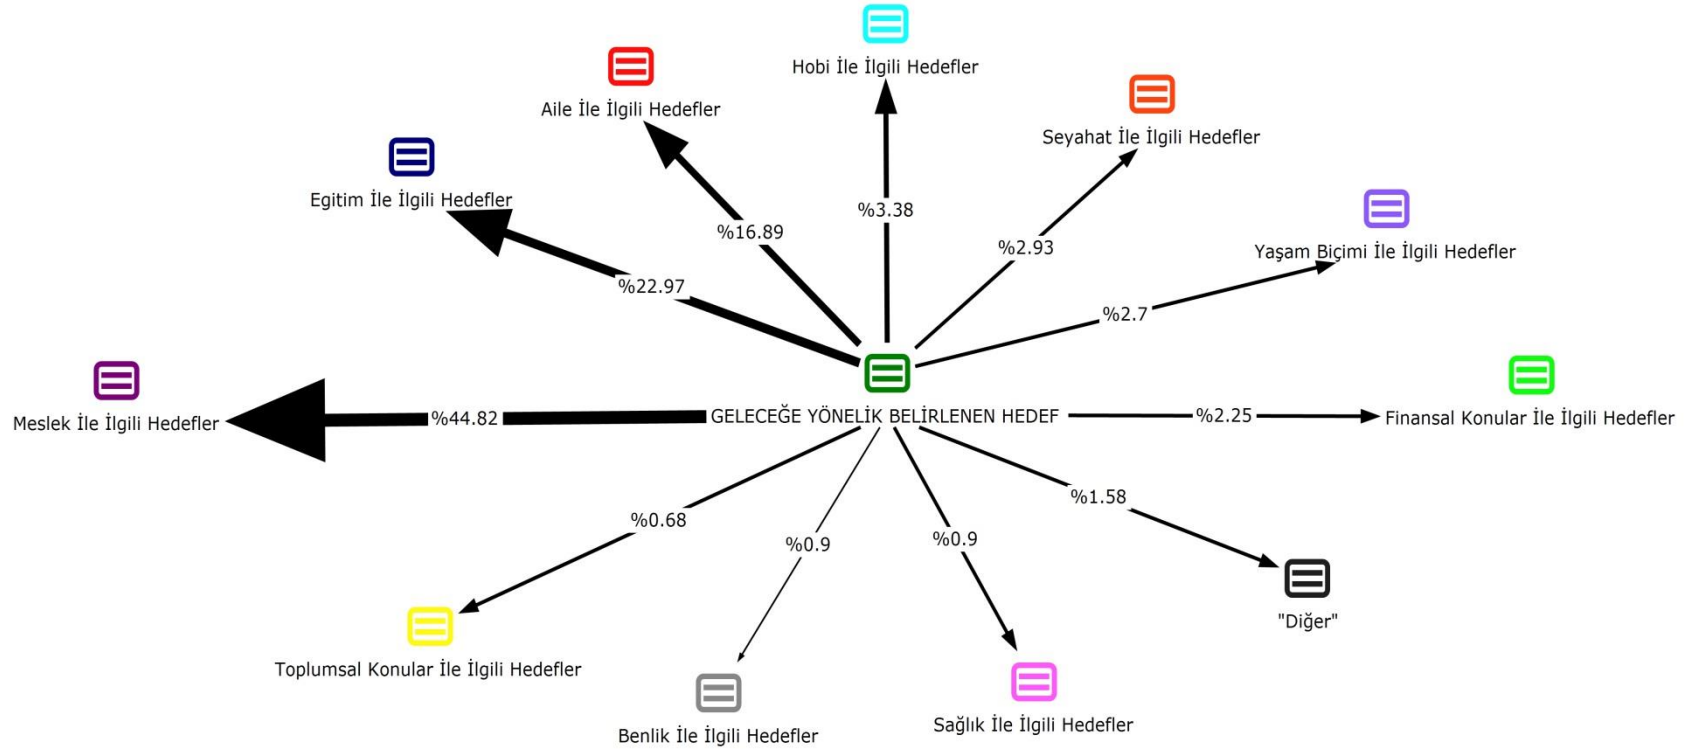 Hobi İle İlgili Hedefler
Aile İle İlgili Hedefler
Seyahat İle İlgili Hedefler
Egitim İle İlgili Hedefler
%3.38
%16.89
%2.93
Yaşam Biçimi İle İlgili Hedefler
%22.97
%2.7
Meslek İle İlgili Hedefler
%44.82
GELECEĞE YÖNELİK BELİRLENEN HEDEF
%2.25
Finansal Konular İle İlgili Hedefler
%1.58
%0.68
%0.9
%0.9
"Diğer"
Toplumsal Konular İle İlgili Hedefler
Sağlık İle İlgili Hedefler
Benlik İle İlgili Hedefler